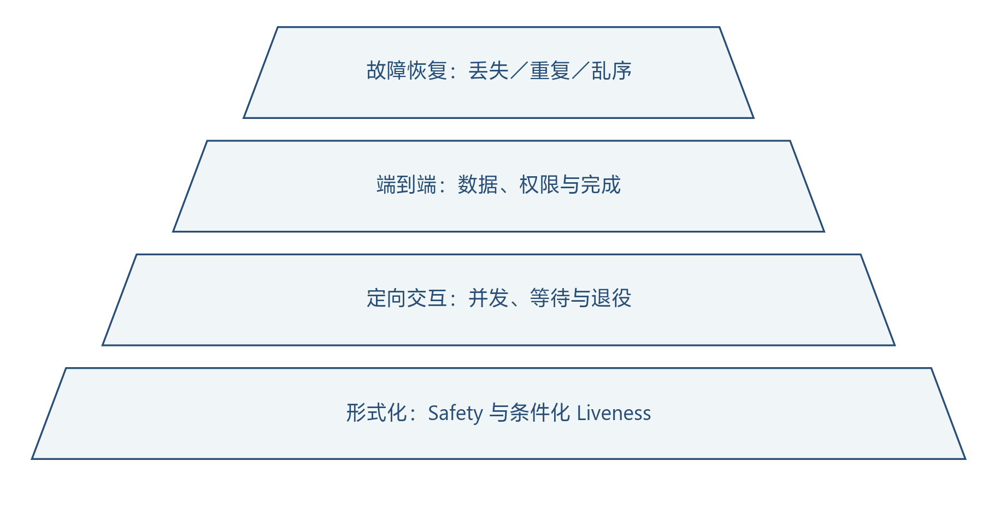 故障恢复：丢失／重复／乱序
端到端：数据、权限与完成
定向交互：并发、等待与退役
形式化：Safety 与条件化 Liveness